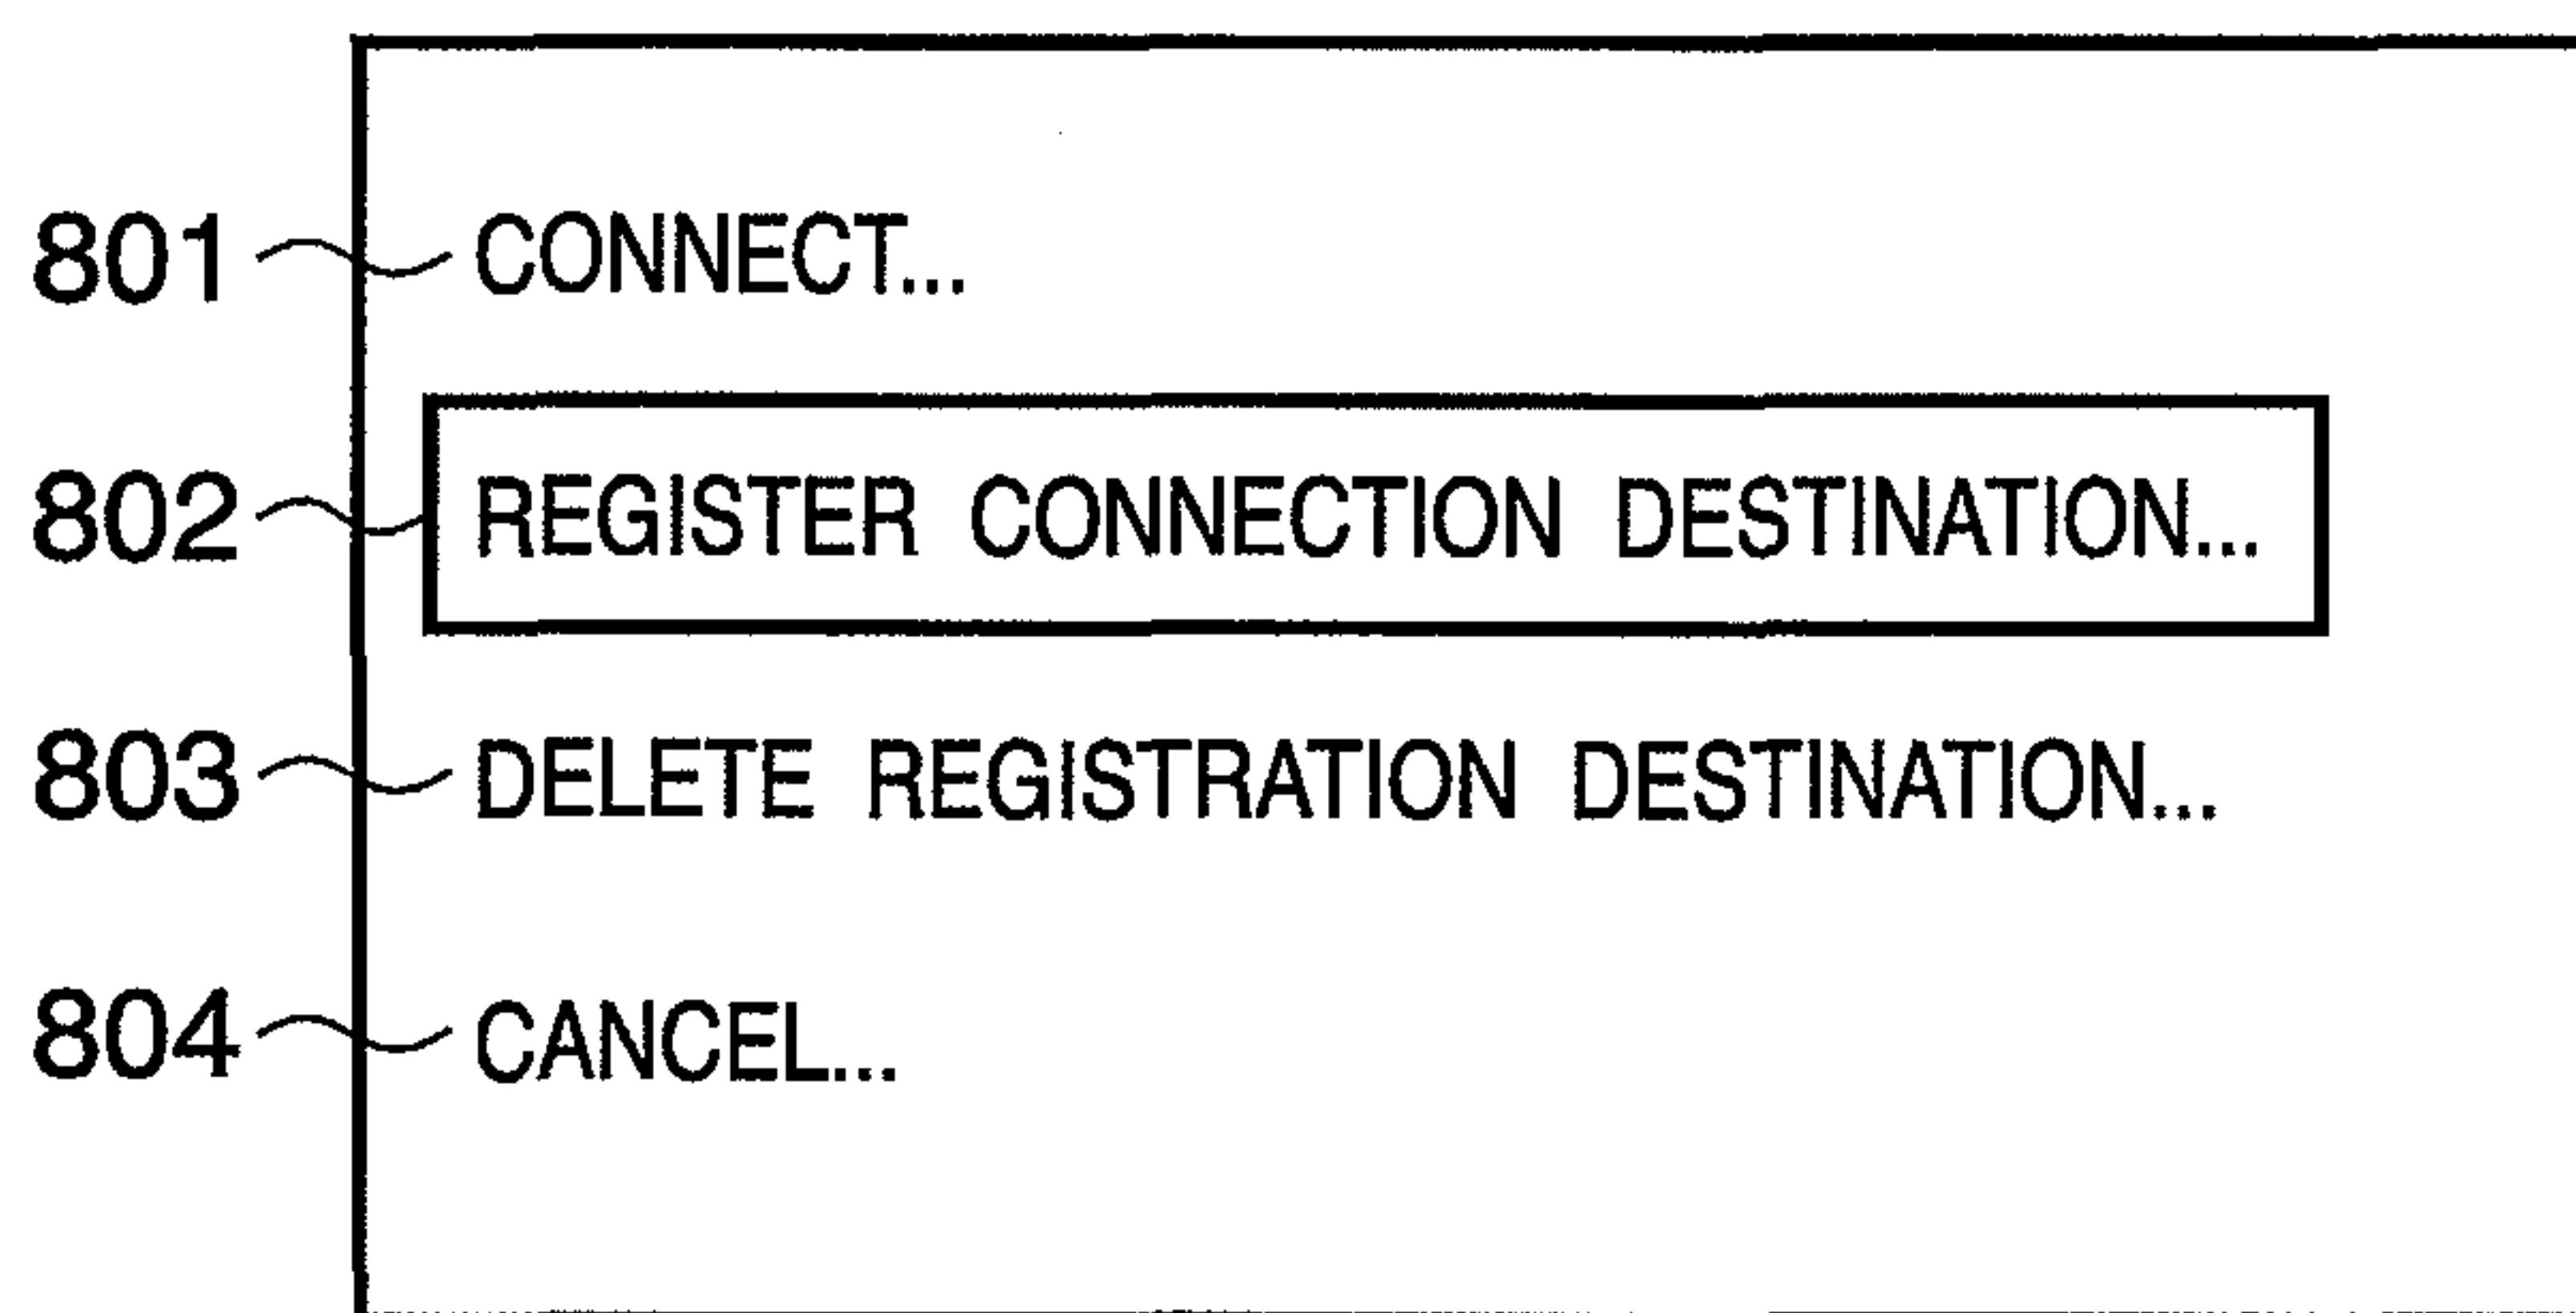 801 CONNECT...
802 REGISTER CONNECTION DESTINATION...
803 DELETE REGISTRATION DESTINATION...
804 CANCEL...